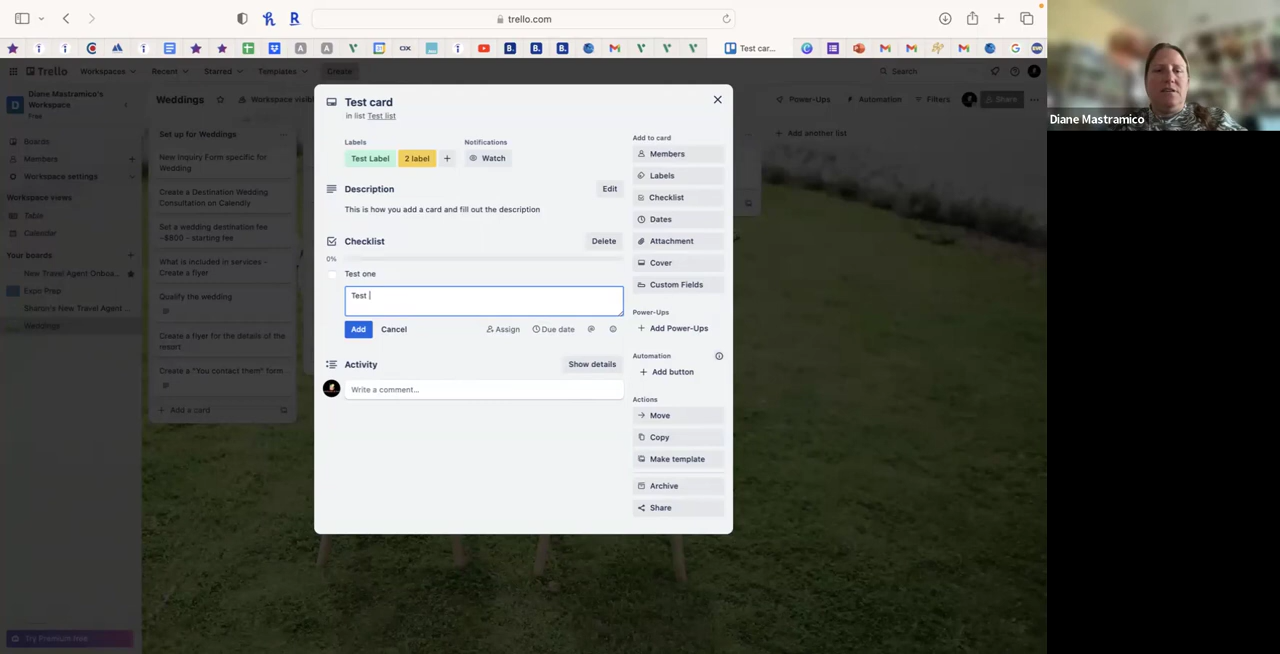 trello.com
Test car...
Trello
Workspaces
Recent
Starred
Templates
Create
Search
Diane Mastramico's
Workspace
Free
Boards
Members
Workspace settings
Workspace views
Table
Calendar
Your boards
New Travel Agent Onboa...
Expo Prep
Sharon's New Travel Agent ...
Weddings
Try Premium free
Weddings
Workspace visibl
Power-Ups
Automation
Filters
Share
Set up for Weddings
New Inquiry Form specific for
Wedding
Create a Destination Wedding
Consultation on Calendly
Set a wedding destination fee
~$800 - starting fee
What is included in services -
Create a flyer
Qualify the wedding
Create a flyer for the details of the
resort
Create a "You contact them" form
Add a card
Add another list
Test card
in list Test list
Labels
Notifications
Test Label
2 label
Watch
Description
Edit
This is how you add a card and fill out the description
Checklist
Delete
0%
Test one
Test
Add
Cancel
Assign
Due date
Activity
Show details
Write a comment...
Add to card
Members
Labels
Checklist
Dates
Attachment
Cover
Custom Fields
Power-Ups
Add Power-Ups
Automation
Add button
Actions
Move
Copy
Make template
Archive
Share
Diane Mastramico